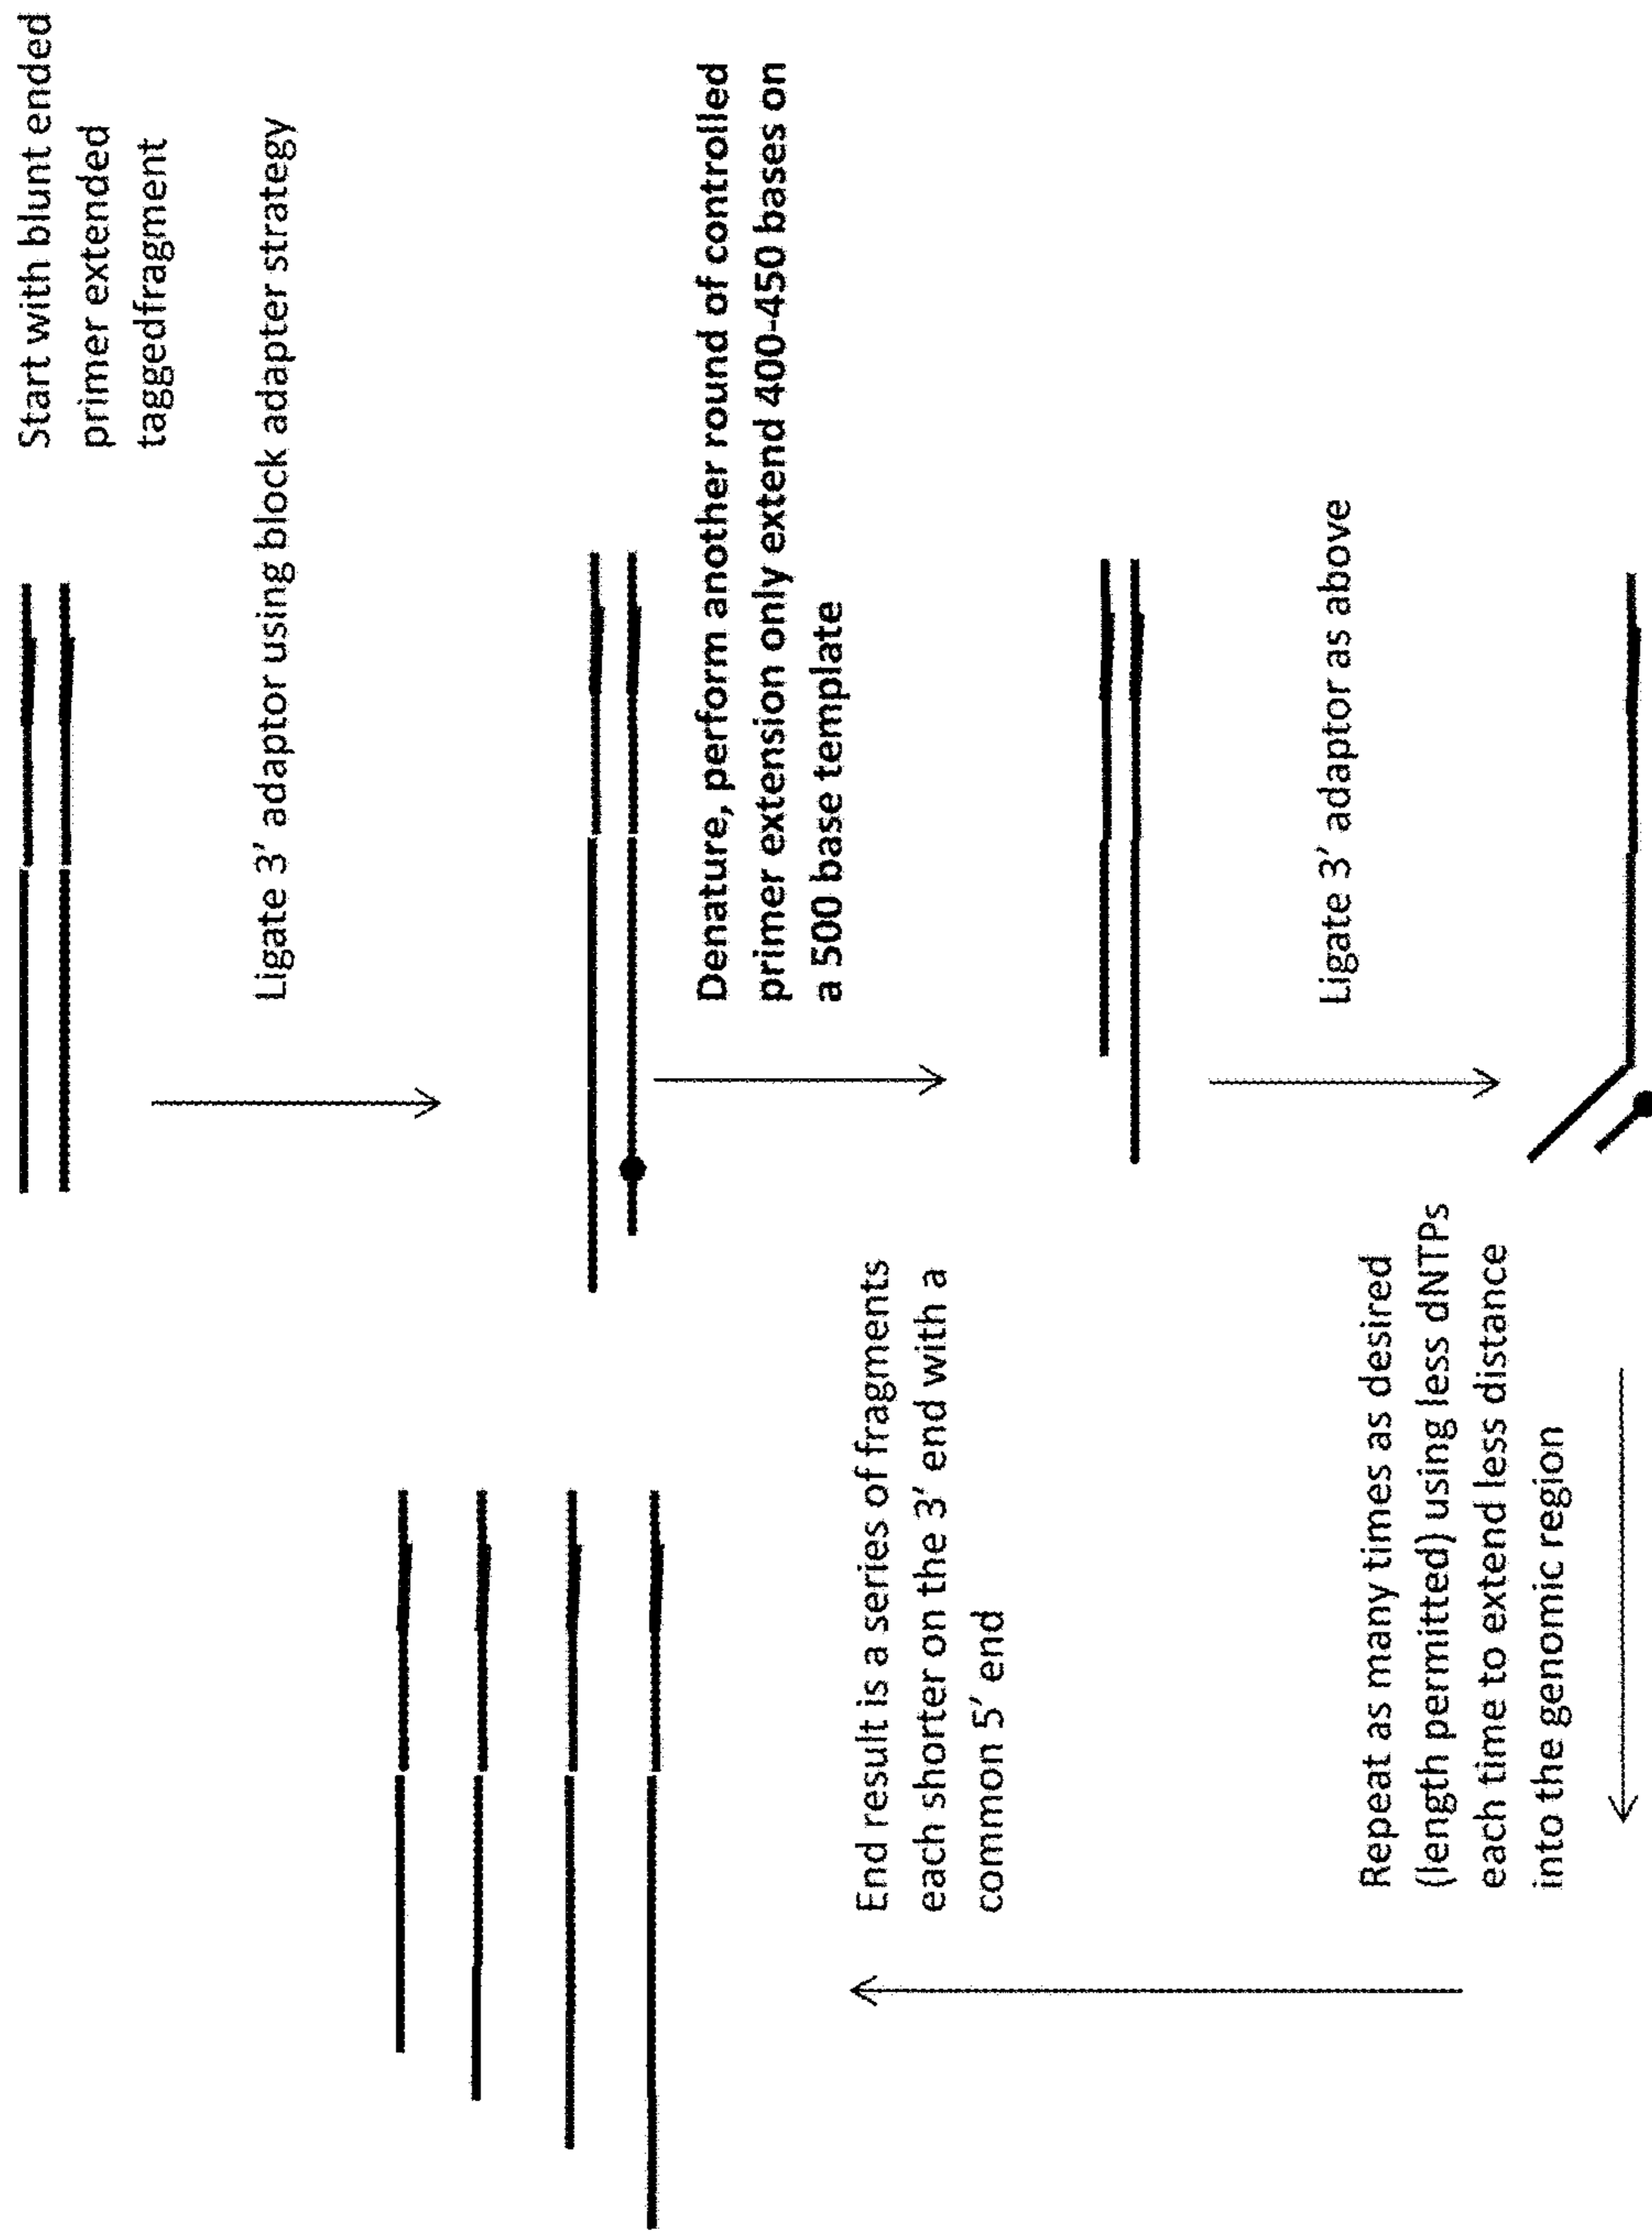 Start with blunt ended
primer extended
taggedfragment
Ligate 3′ adaptor using block adapter strategy
Denature, perform another round of controlled
primer extension only extend 400-450 bases on
a 500 base template
Ligate 3′ adaptor as above
Repeat as many times as desired
(length permitted) using less dNTPs
each time to extend less distance
into the genomic region
End result is a series of fragments
each shorter on the 3′ end with a
common 5′ end